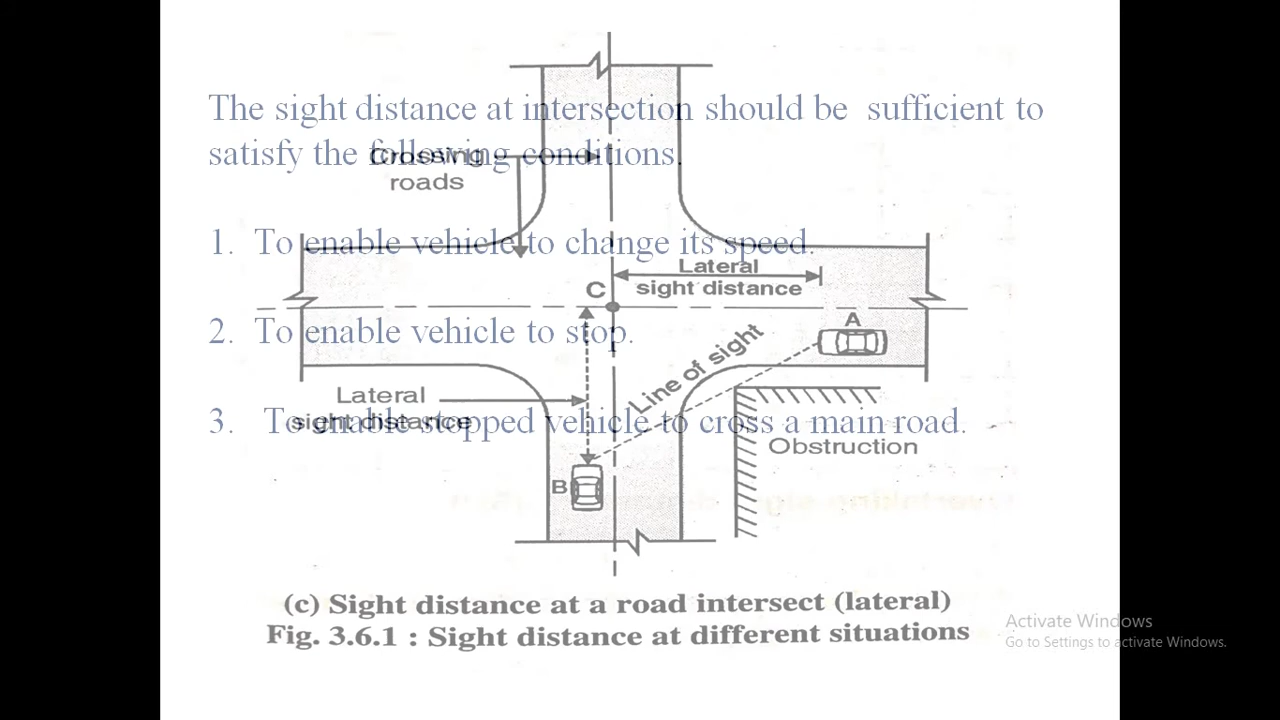 The sight distance at intersection should be sufficient to
satisfy the following conditions.
Crossing
roads
1. To enable vehicle to change its speed.
Lateral
sight distance
C
A
2. To enable vehicle to stop.
Line of sight
Lateral
sight distance
3. To enable stopped vehicle to cross a main road.
Obstruction
B
(c) Sight distance at a road intersect (lateral)
Fig. 3.6.1 : Sight distance at different situations
Activate Windows
Go to Settings to activate Windows.